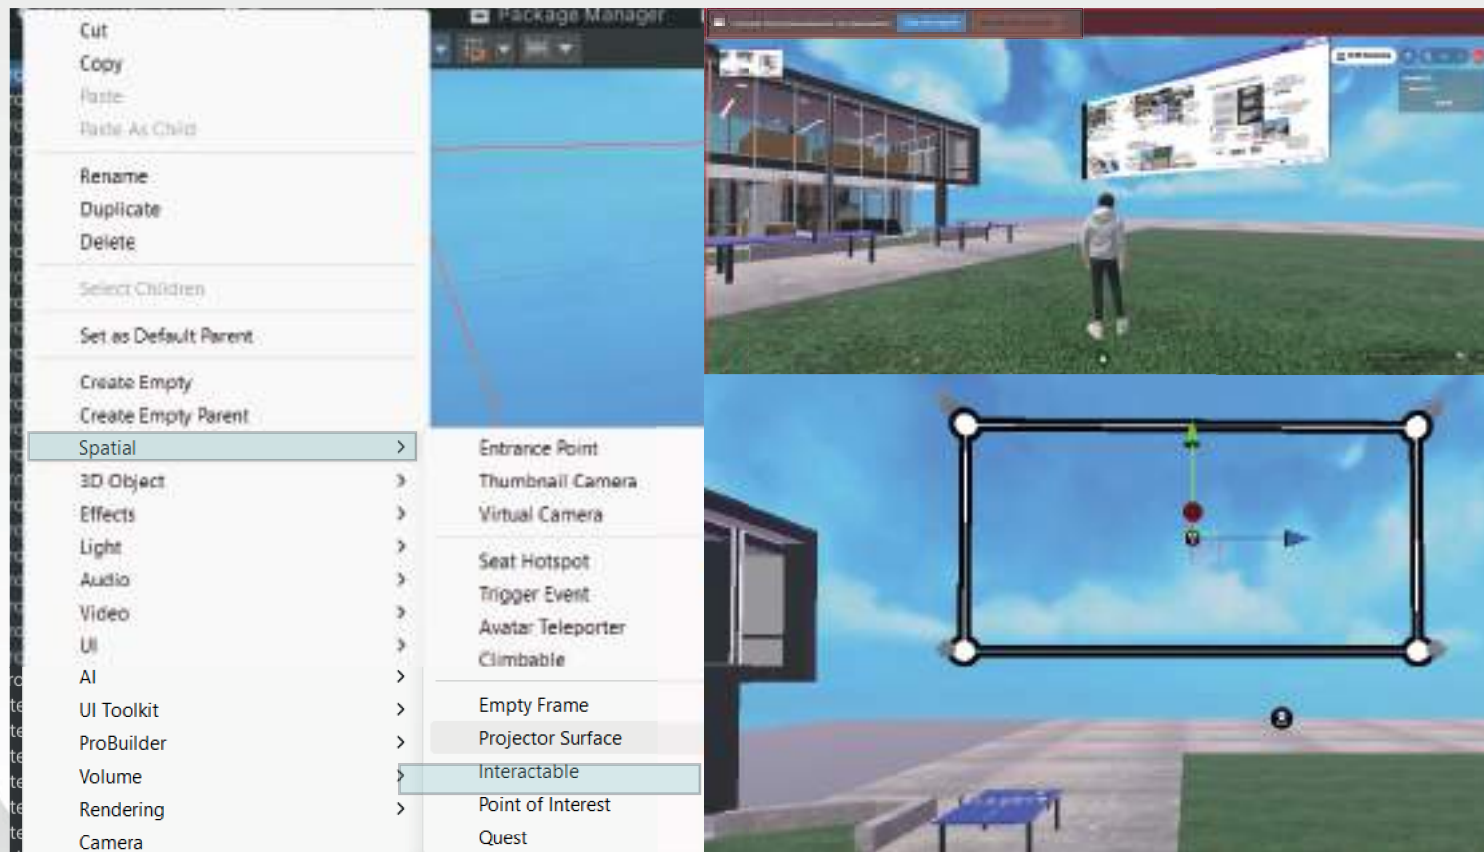 Cut
Copy
Paste
Paste As Child
Rename
Duplicate
Delete
Select Children
Set as Default Parent
Create Empty
Create Empty Parent
Spatial
3D Object
Effects
Light
Audio
Video
UI
AI
UI Toolkit
ProBuilder
Volume
Rendering
Camera
Package Manager
Entrance Point
Thumbnail Camera
Virtual Camera
Seat Hotspot
Trigger Event
Avatar Teleporter
Climbable
Empty Frame
Projector Surface
Interactable
Point of Interest
Quest